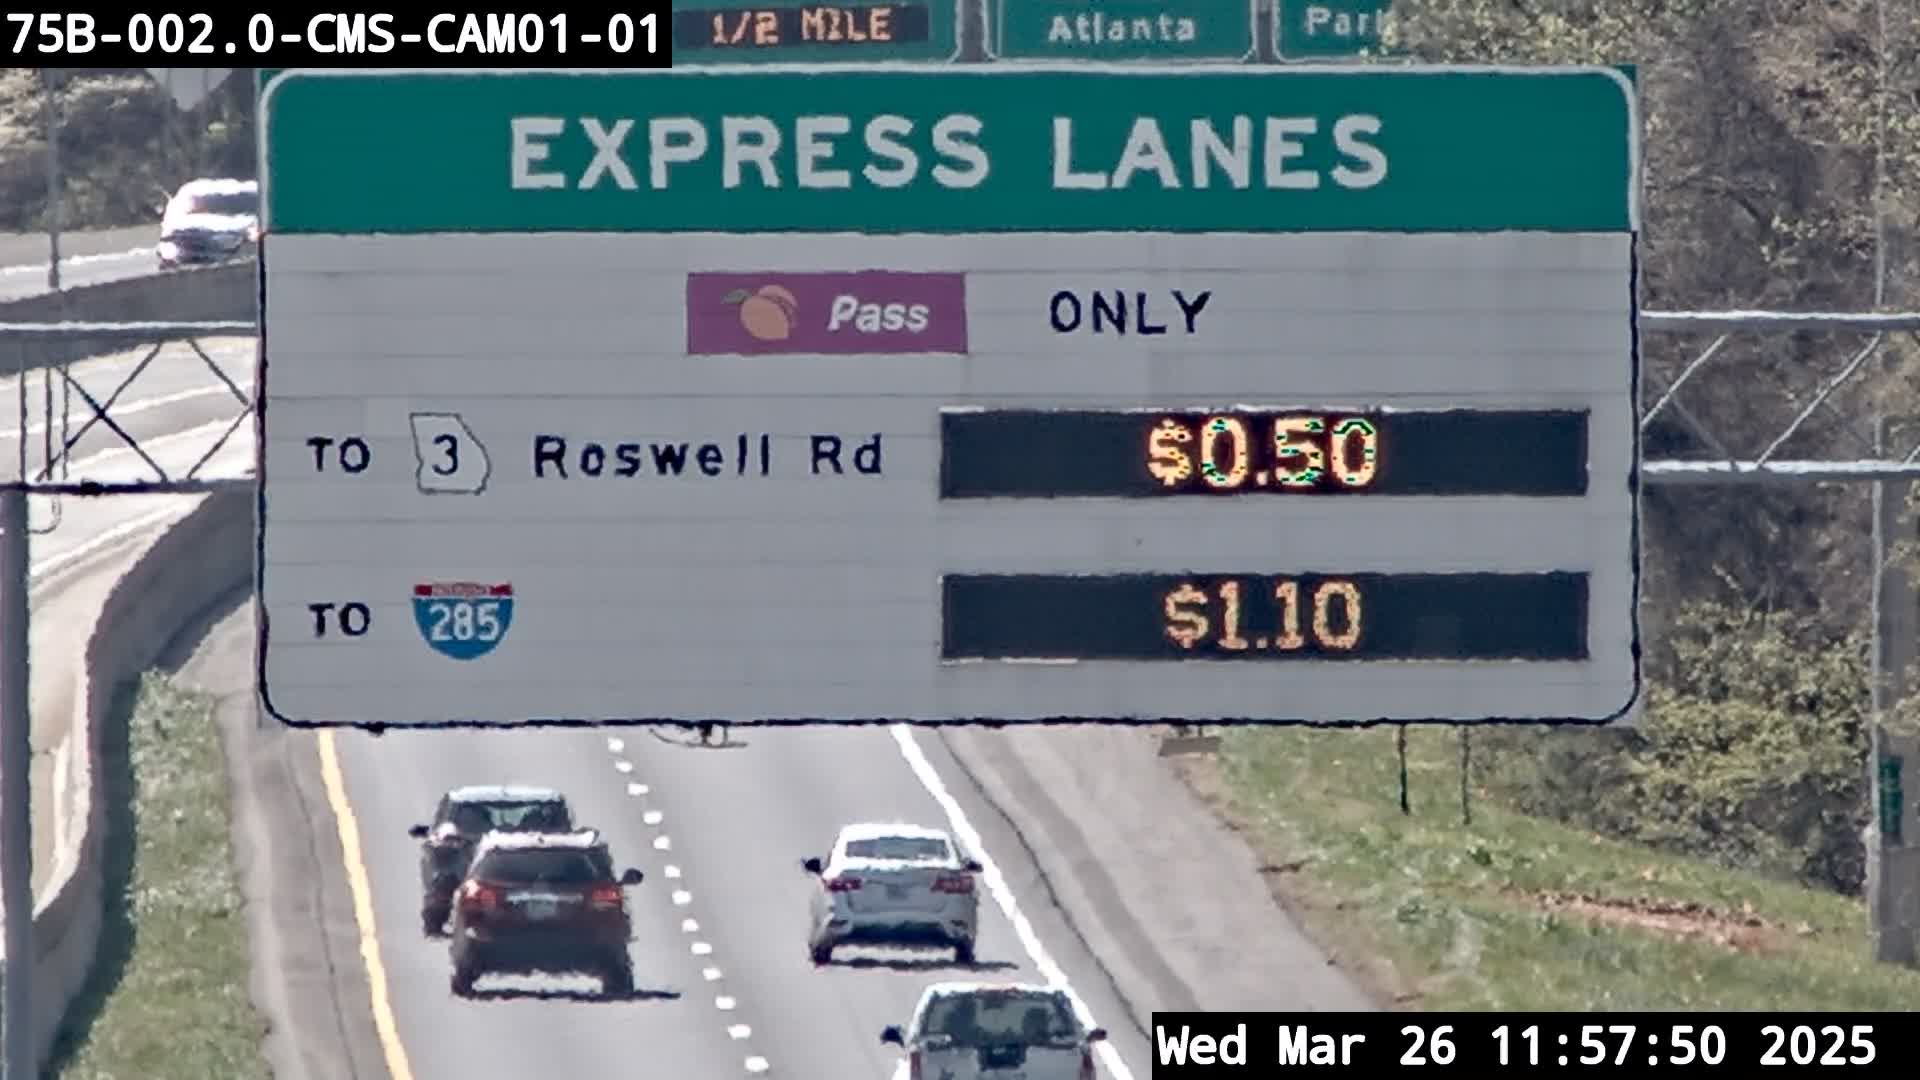 75B-002.0-CMS-CAM01-01
1/2 MILE
Atlanta
EXPRESS LANES
Pass ONLY
TO 3 Roswell Rd $0.50
TO 285 $1.10
Wed Mar 26 11:57:50 2025